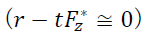 (r − tF_z^* ≅ 0)